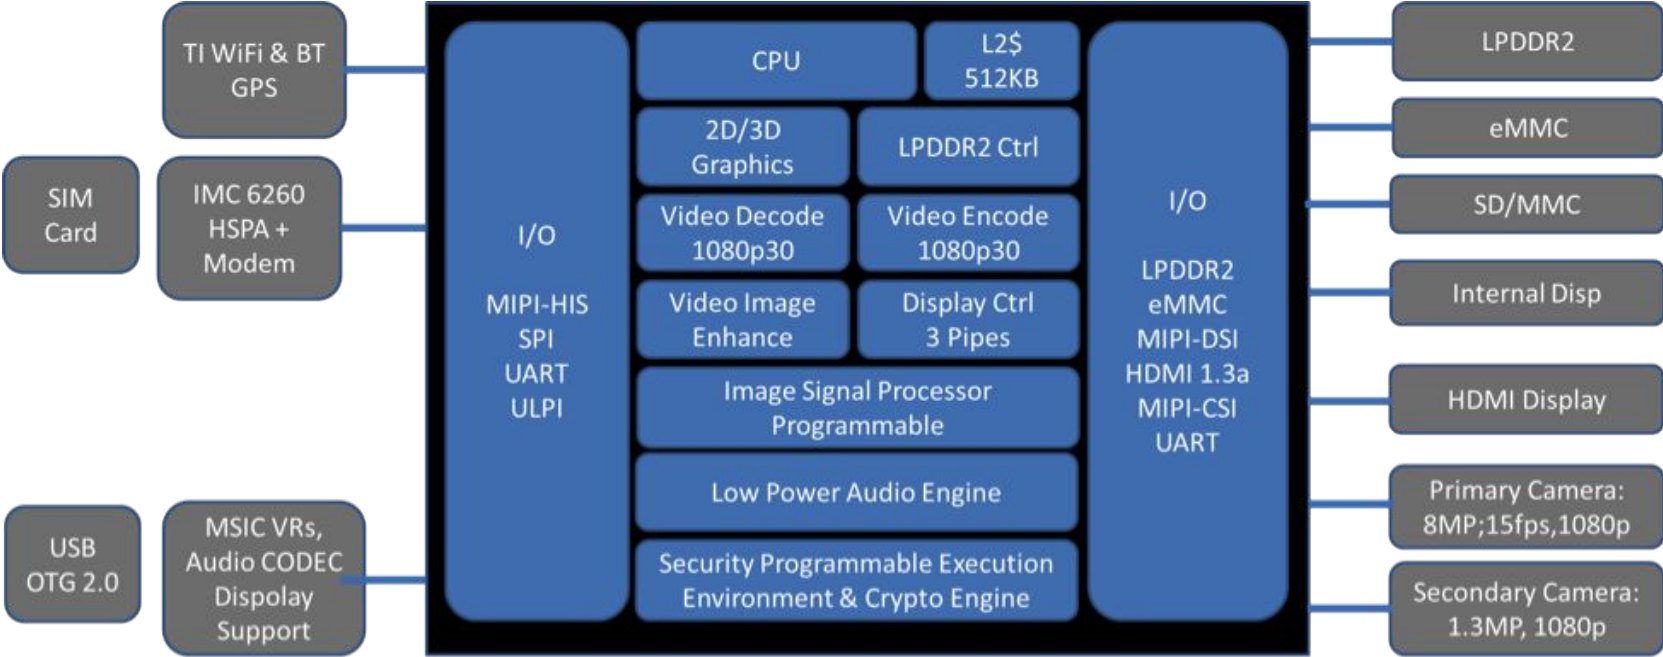 TI WiFi & BT
GPS
SIM
Card
IMC 6260
HSPA +
Modem
USB
OTG 2.0
MSIC VRs,
Audio CODEC
Dispolay
Support
I/O
MIPI-HIS
SPI
UART
ULPI
CPU
L2$
512KB
2D/3D
Graphics
LPDDR2 Ctrl
Video Decode
1080p30
Video Encode
1080p30
Video Image
Enhance
Display Ctrl
3 Pipes
Image Signal Processor
Programmable
Low Power Audio Engine
Security Programmable Execution
Environment & Crypto Engine
I/O
LPDDR2
eMMC
MIPI-DSI
HDMI 1.3a
MIPI-CSI
UART
LPDDR2
eMMC
SD/MMC
Internal Disp
HDMI Display
Primary Camera:
8MP;15fps,1080p
Secondary Camera:
1.3MP, 1080p